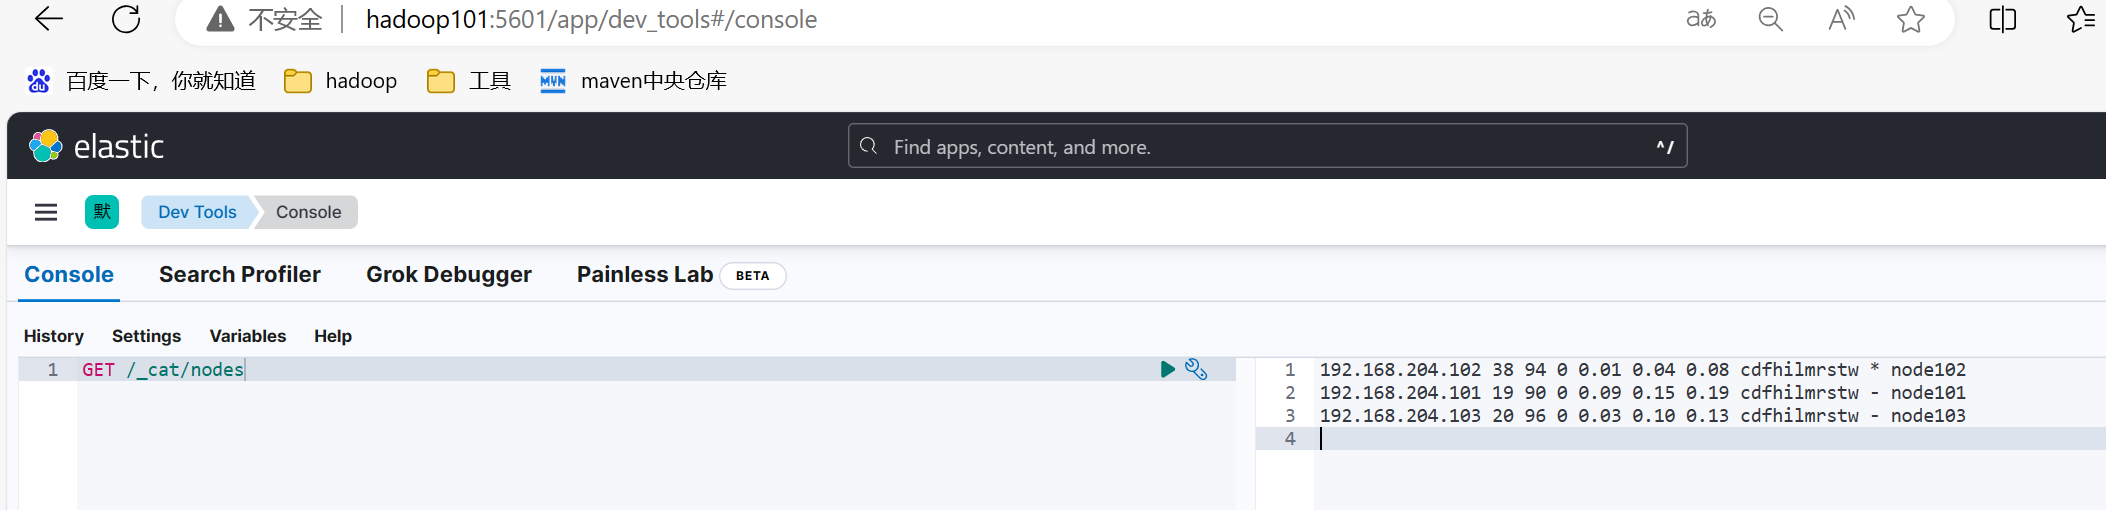 不安全 hadoop101:5601/app/dev_tools#/console aあ A
百度一下，你就知道 hadoop 工具 maven中央仓库
elastic Find apps, content, and more. ^/
默 Dev Tools Console
Console Search Profiler Grok Debugger Painless Lab BETA
History Settings Variables Help
1 GET /_cat/nodes
1 192.168.204.102 38 94 0 0.01 0.04 0.08 cdfhilmrstw * node102
2 192.168.204.101 19 90 0 0.09 0.15 0.19 cdfhilmrstw - node101
3 192.168.204.103 20 96 0 0.03 0.10 0.13 cdfhilmrstw - node103
4